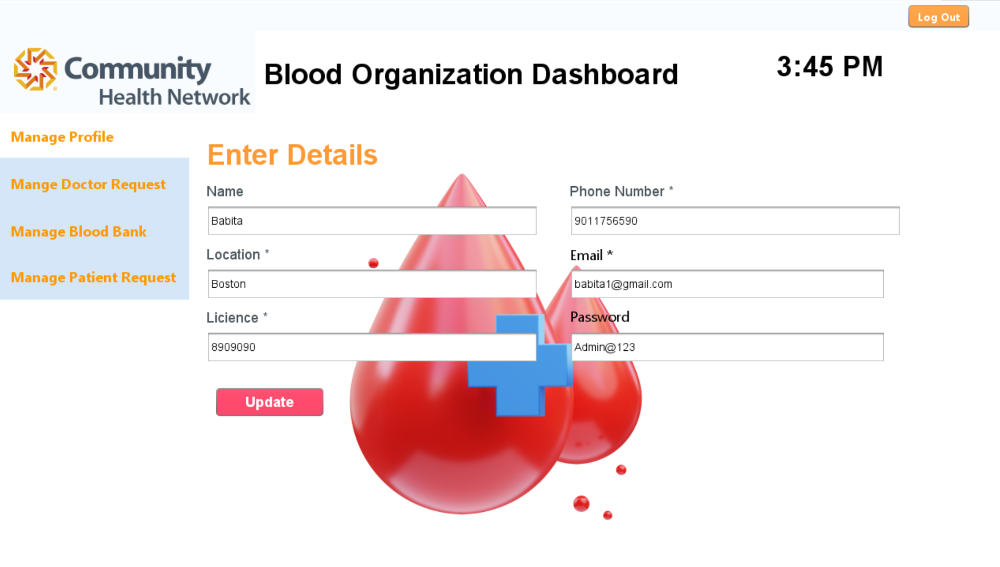 Log Out
Community
Health Network
Blood Organization Dashboard
3:45 PM
Manage Profile
Mange Doctor Request
Manage Blood Bank
Manage Patient Request
Enter Details
Name
Phone Number *
Babita
9011756590
Location *
Email *
Boston
babita1@gmail.com
Licience *
Password
8909090
Admin@123
Update